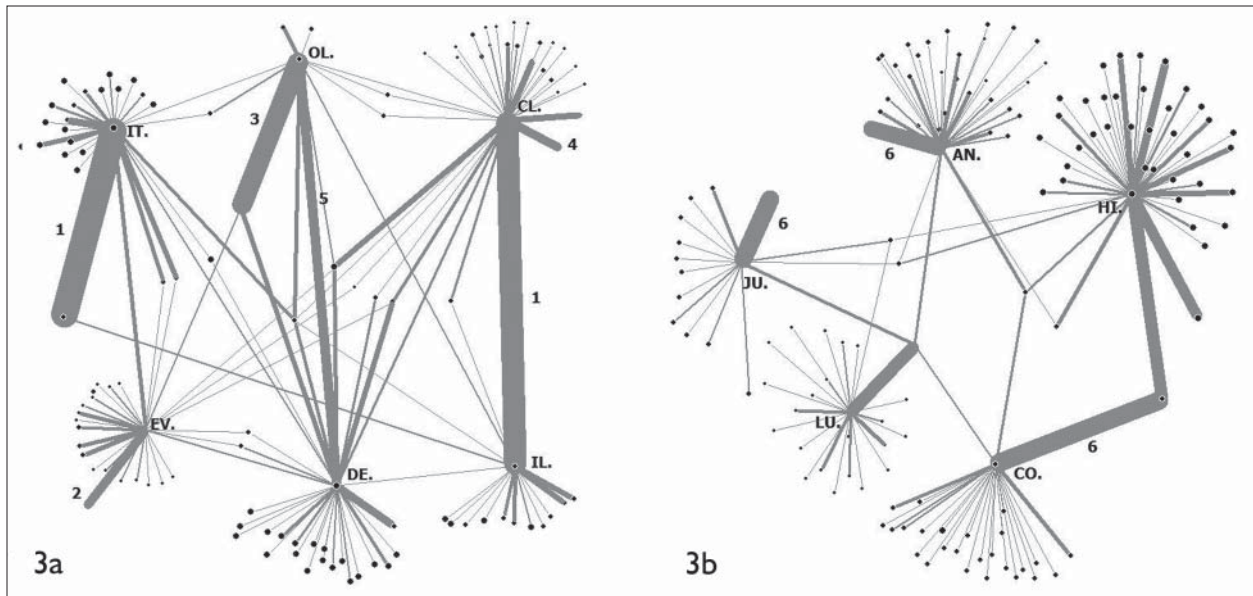 OL.
IT.
CL.
3
4
5
1
1
EV.
DE.
IL.
2
3a
6
AN.
6
HI.
JU.
LU.
CO.
6
3b